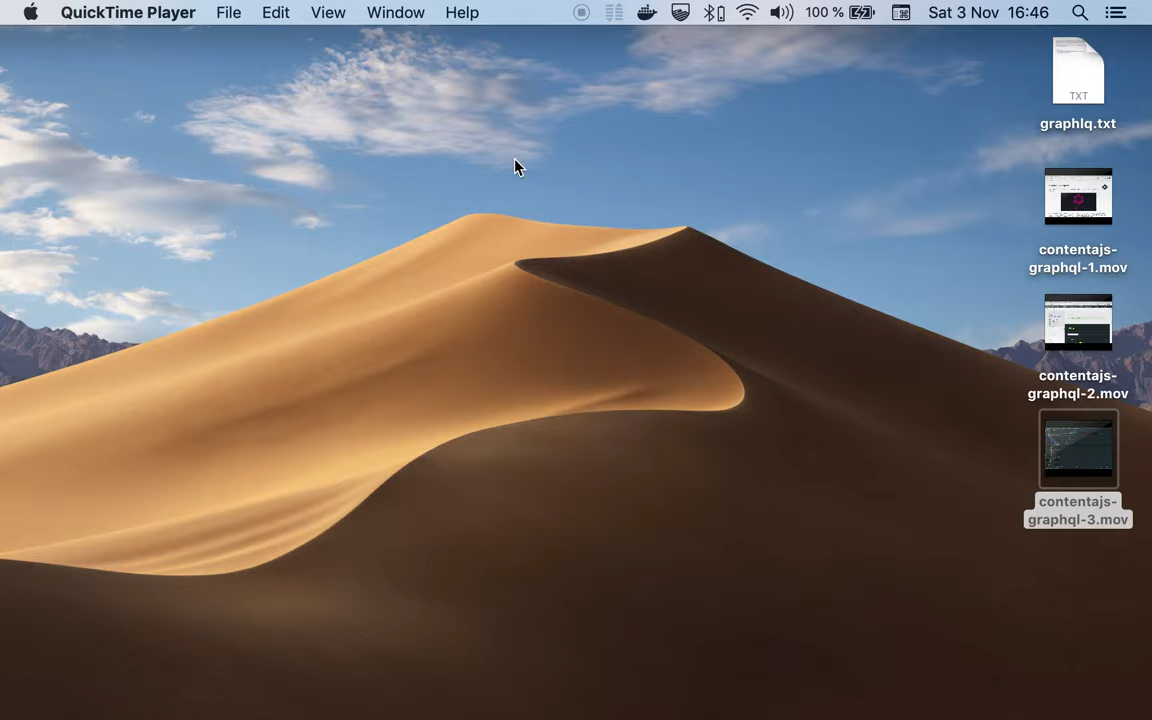 QuickTime Player File Edit View Window Help 100 % Sat 3 Nov 16:46
TXT
graphlq.txt
contentajs-
graphql-1.mov
contentajs-
graphql-2.mov
contentajs-
graphql-3.mov